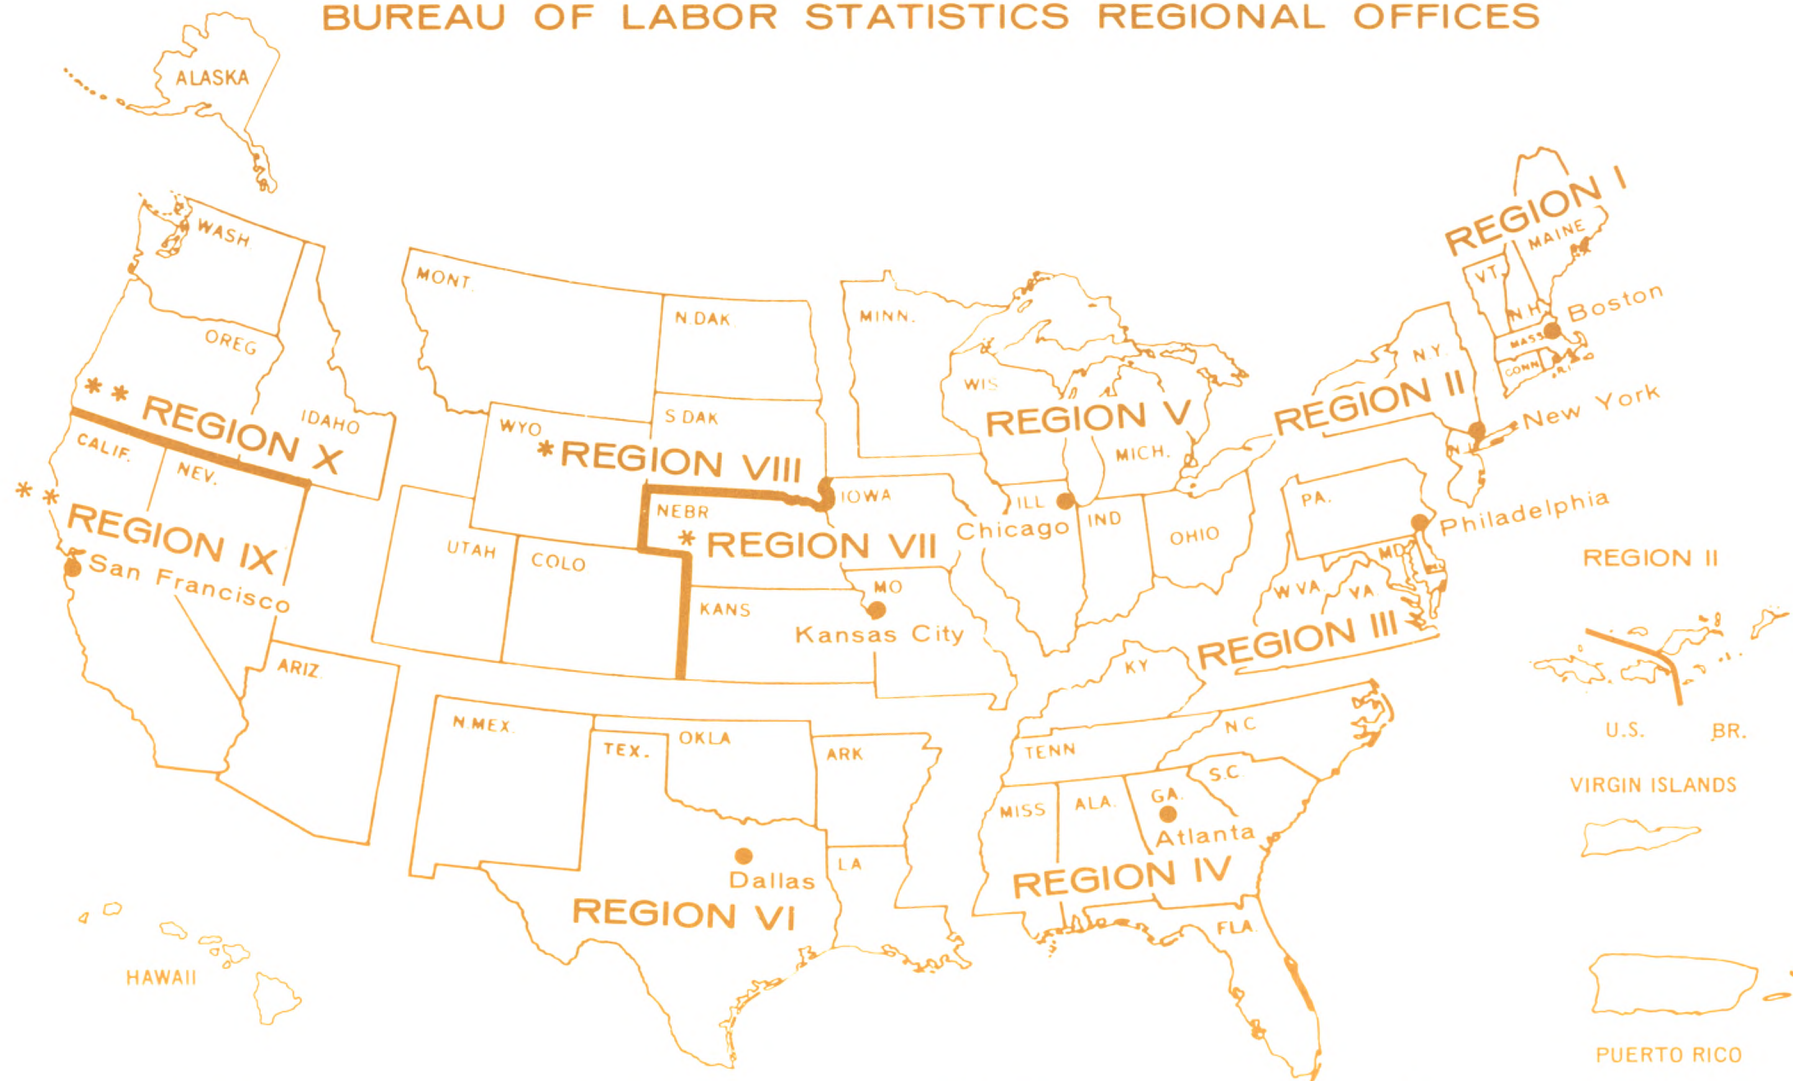 BUREAU OF LABOR STATISTICS REGIONAL OFFICES
ALASKA
WASH
OREG
IDAHO
** REGION X
CALIF.
NEV.
** REGION IX
San Francisco
ARIZ.
HAWAII
MONT.
N.DAK
S DAK
WYO
*REGION VIII
UTAH
COLO
NEBR
IOWA
* REGION VII
KANS
MO
Kansas City
N.MEX.
TEX.
OKLA
ARK
LA
Dallas
REGION VI
MINN.
WIS
REGION V
MICH.
ILL
Chicago
IND
OHIO
KY
TENN
N C
S.C
MISS
ALA.
GA.
Atlanta
REGION IV
FLA.
REGION I
MAINE
VT.
N H
Boston
MASS
CONN
R I
N.Y.
REGION II
New York
N.J.
PA.
Philadelphia
MD
W VA
VA.
REGION III
REGION II
U.S. BR.
VIRGIN ISLANDS
PUERTO RICO